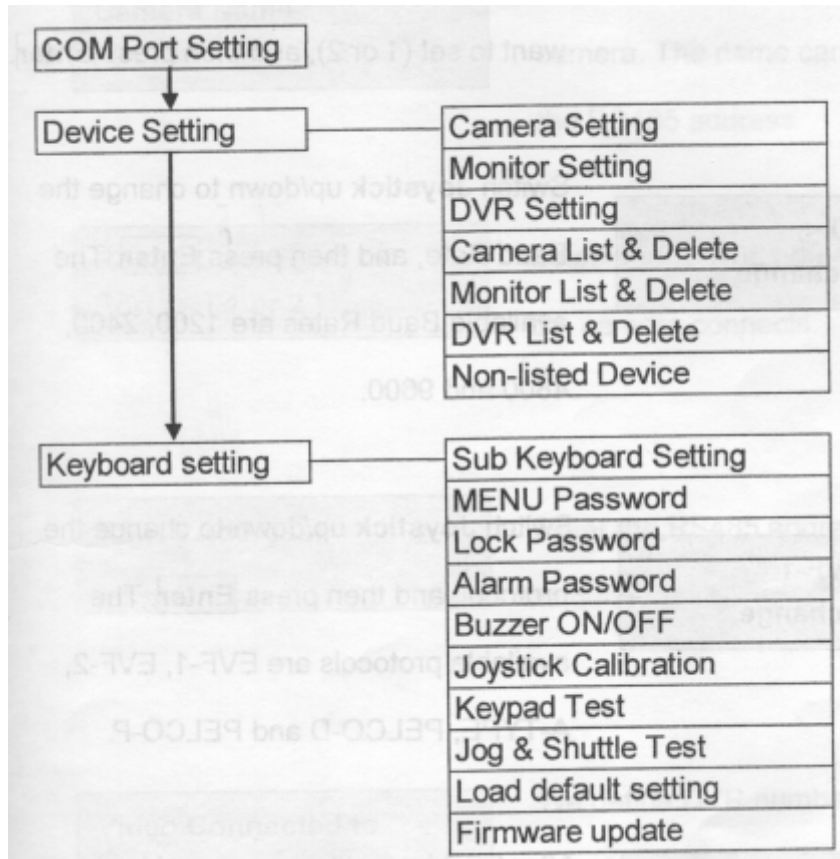 COM Port Setting
Device Setting
Camera Setting
Monitor Setting
DVR Setting
Camera List & Delete
Monitor List & Delete
DVR List & Delete
Non-listed Device
Keyboard setting
Sub Keyboard Setting
MENU Password
Lock Password
Alarm Password
Buzzer ON/OFF
Joystick Calibration
Keypad Test
Jog & Shuttle Test
Load default setting
Firmware update